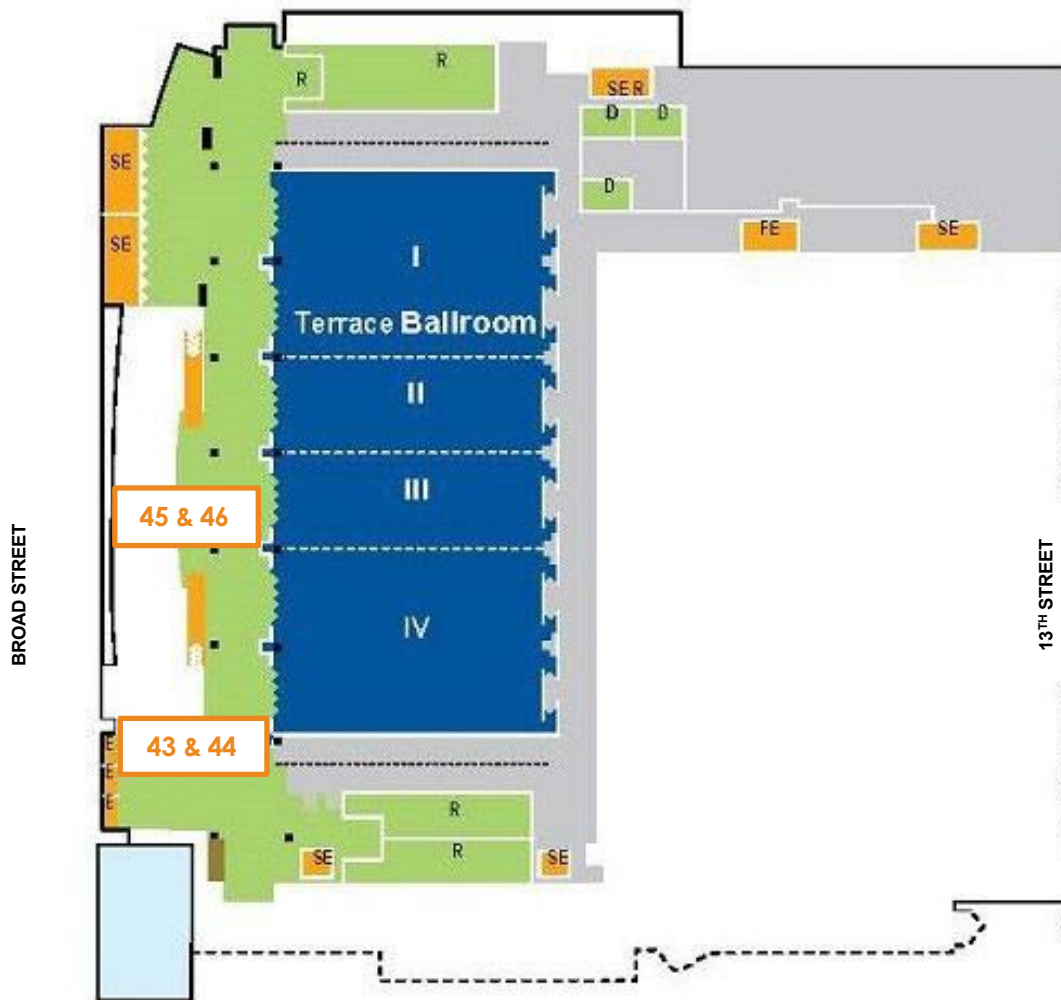 R
R
SE R
D
D
SE
D
SE
FE
SE
I
Terrace Ballroom
II
III
45 & 46
BROAD STREET
13TH STREET
IV
43 & 44
E
E
E
R
R
SE
SE